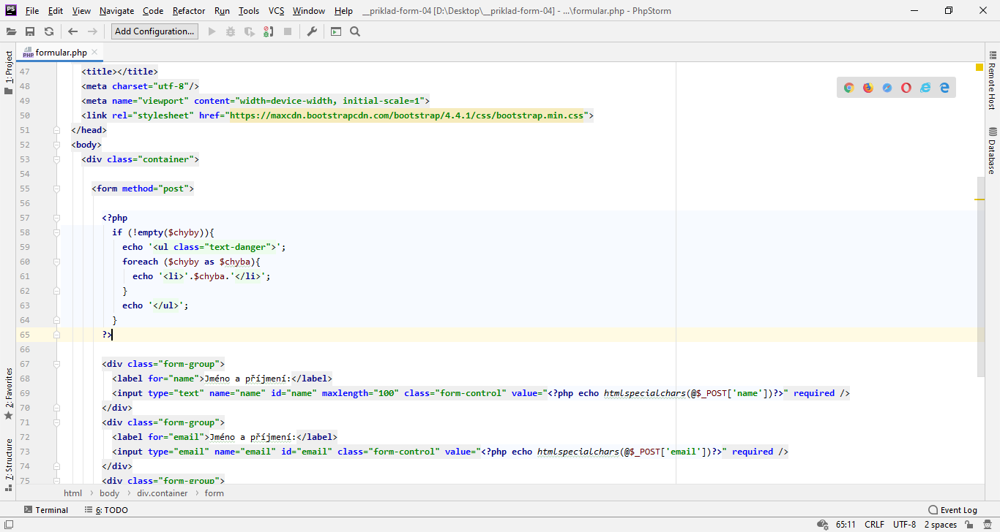 PS File Edit View Navigate Code Refactor Run Tools VCS Window Help __priklad-form-04 [D:\Desktop\__priklad-form-04] - ...\formular.php - PhpStorm
Add Configuration...
PHP formular.php
1: Project
2: Favorites
7: Structure
47 <title></title>
48 <meta charset="utf-8"/>
49 <meta name="viewport" content="width=device-width, initial-scale=1">
50 <link rel="stylesheet" href="https://maxcdn.bootstrapcdn.com/bootstrap/4.4.1/css/bootstrap.min.css">
51 </head>
52 <body>
53 <div class="container">
54
55 <form method="post">
56
57 <?php
58 if (!empty($chyby)){
59 echo '<ul class="text-danger">';
60 foreach ($chyby as $chyba){
61 echo '<li>'.$chyba.'</li>';
62 }
63 echo '</ul>';
64 }
65 ?>
66
67 <div class="form-group">
68 <label for="name">Jméno a příjmení:</label>
69 <input type="text" name="name" id="name" maxlength="100" class="form-control" value="<?php echo htmlspecialchars(@$_POST['name'])?>" required />
70 </div>
71 <div class="form-group">
72 <label for="email">Jméno a příjmení:</label>
73 <input type="email" name="email" id="email" class="form-control" value="<?php echo htmlspecialchars(@$_POST['email'])?>" required />
74 </div>
75 <div class="form-group">
Remote Host
Database
html body div.container form
Terminal 6: TODO Event Log
65:11 CRLF UTF-8 2 spaces